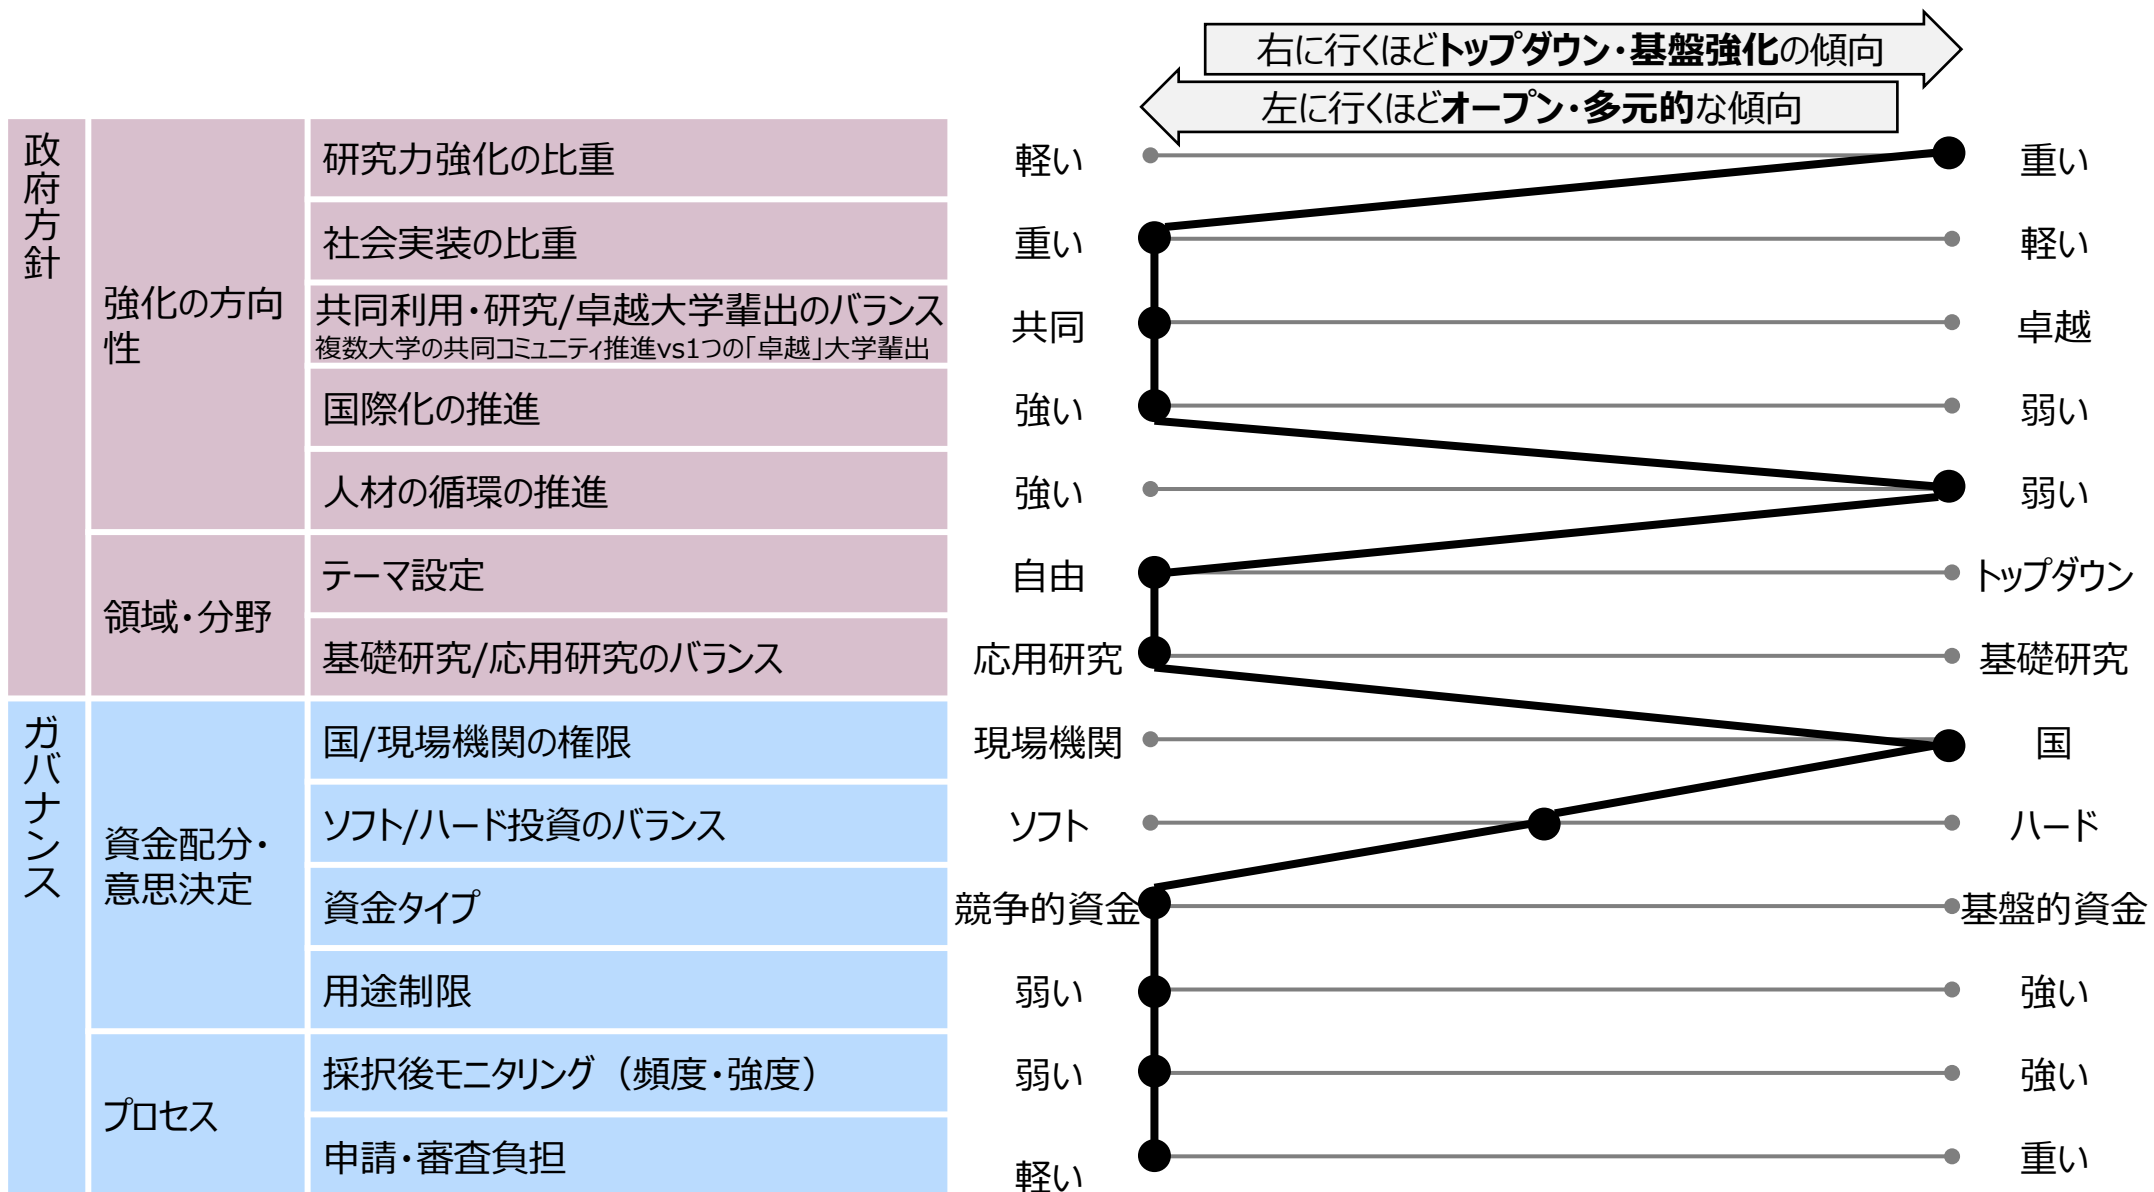 右に行くほどトップダウン・基盤強化の傾向
左に行くほどオープン・多元的な傾向
政府方針
強化の方向
性
研究力強化の比重
軽い
重い
社会実装の比重
重い
軽い
共同利用・研究/卓越大学輩出のバランス
複数大学の共同コミュニティ推進vs1つの「卓越」大学輩出
共同
卓越
国際化の推進
強い
弱い
人材の循環の推進
強い
弱い
領域・分野
テーマ設定
自由
トップダウン
基礎研究/応用研究のバランス
応用研究
基礎研究
ガバナンス
資金配分・
意思決定
国/現場機関の権限
現場機関
国
ソフト/ハード投資のバランス
ソフト
ハード
資金タイプ
競争的資金
基盤的資金
用途制限
弱い
強い
プロセス
採択後モニタリング（頻度・強度）
弱い
強い
申請・審査負担
軽い
重い